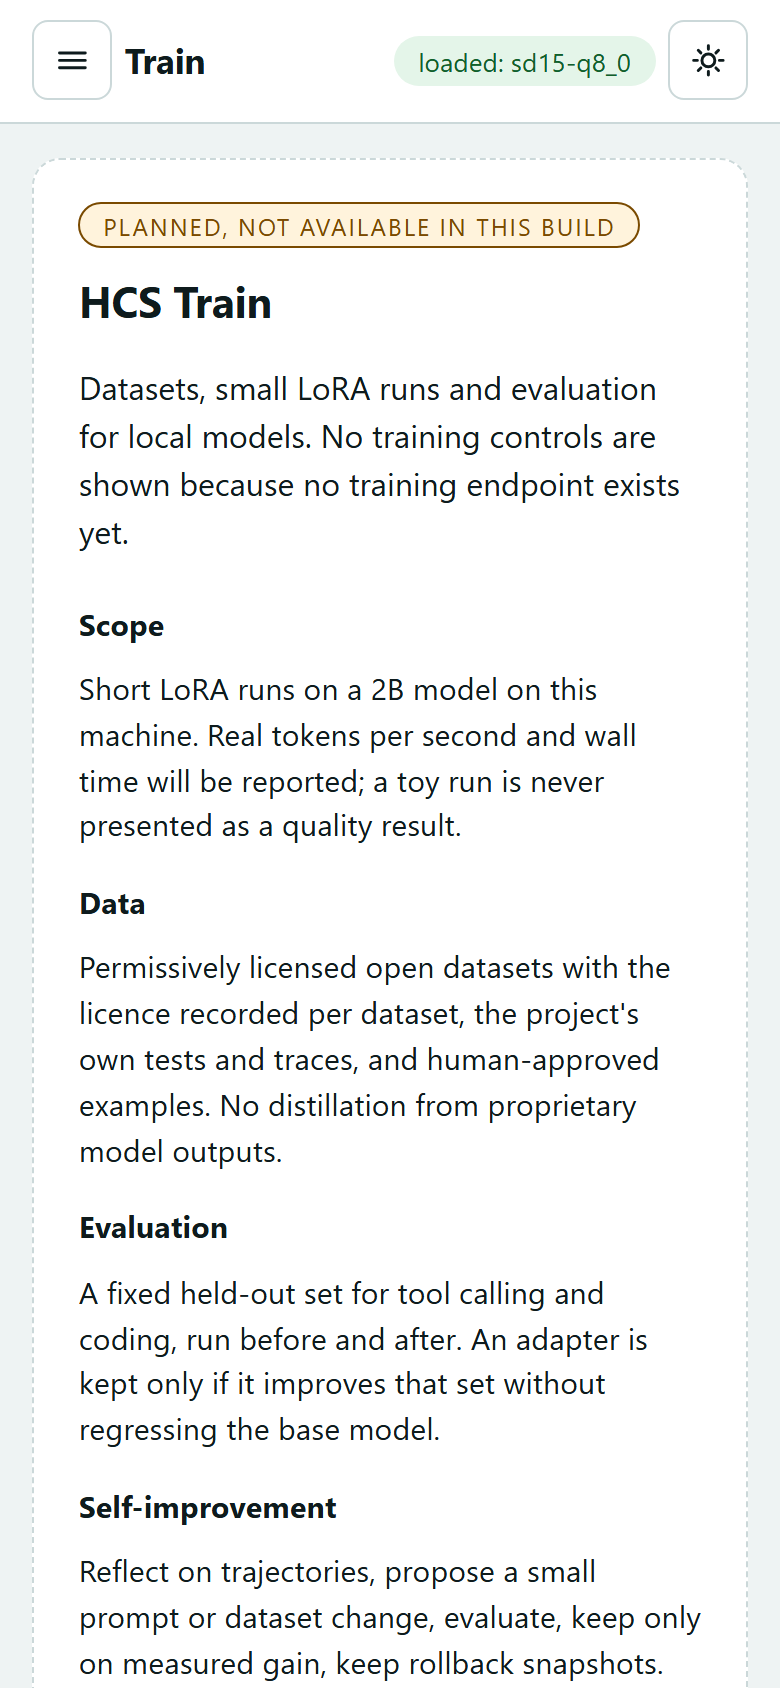 Train
loaded: sd15-q8_0
PLANNED, NOT AVAILABLE IN THIS BUILD
HCS Train
Datasets, small LoRA runs and evaluation
for local models. No training controls are
shown because no training endpoint exists
yet.
Scope
Short LoRA runs on a 2B model on this
machine. Real tokens per second and wall
time will be reported; a toy run is never
presented as a quality result.
Data
Permissively licensed open datasets with the
licence recorded per dataset, the project's
own tests and traces, and human-approved
examples. No distillation from proprietary
model outputs.
Evaluation
A fixed held-out set for tool calling and
coding, run before and after. An adapter is
kept only if it improves that set without
regressing the base model.
Self-improvement
Reflect on trajectories, propose a small
prompt or dataset change, evaluate, keep only
on measured gain, keep rollback snapshots.